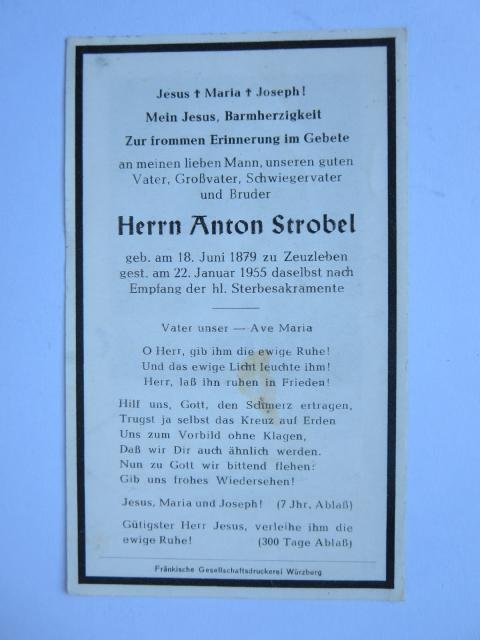 Jesus ✝ Maria ✝ Joseph!
Mein Jesus, Barmherzigkeit
Zur frommen Erinnerung im Gebete
an meinen lieben Mann, unseren guten
Vater, Großvater, Schwiegervater
und Bruder
Herrn Anton Strobel
geb. am 18. Juni 1879 zu Zeuzleben
gest. am 22. Januar 1955 daselbst nach
Empfang der hl. Sterbesakramente
Vater unser — Ave Maria
O Herr, gib ihm die ewige Ruhe!
Und das ewige Licht leuchte ihm!
Herr, laß ihn ruhen in Frieden!
Hilf uns, Gott, den Schmerz ertragen,
Trugst ja selbst das Kreuz auf Erden
Uns zum Vorbild ohne Klagen,
Daß wir Dir auch ähnlich werden.
Nun zu Gott wir bittend flehen:
Gib uns frohes Wiedersehen!
Jesus, Maria und Joseph! (7 Jhr. Ablaß)
Gütigster Herr Jesus, verleihe ihm die
ewige Ruhe! (300 Tage Ablaß)
Fränkische Gesellschaftsdruckerei Würzburg